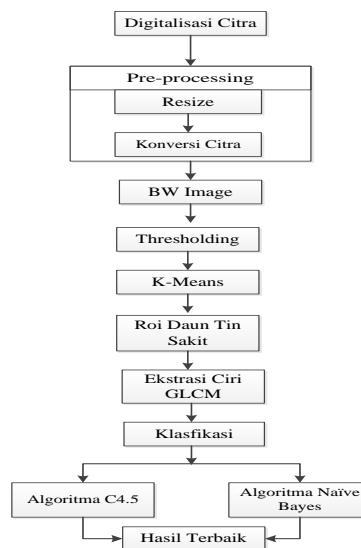 Digitalisasi Citra
Pre-processing
Resize
Konversi Citra
BW Image
Thresholding
K-Means
Roi Daun Tin
Sakit
Ekstrasi Ciri
GLCM
Klasfikasi
Algoritma C4.5
Algoritma Naïve
Bayes
Hasil Terbaik